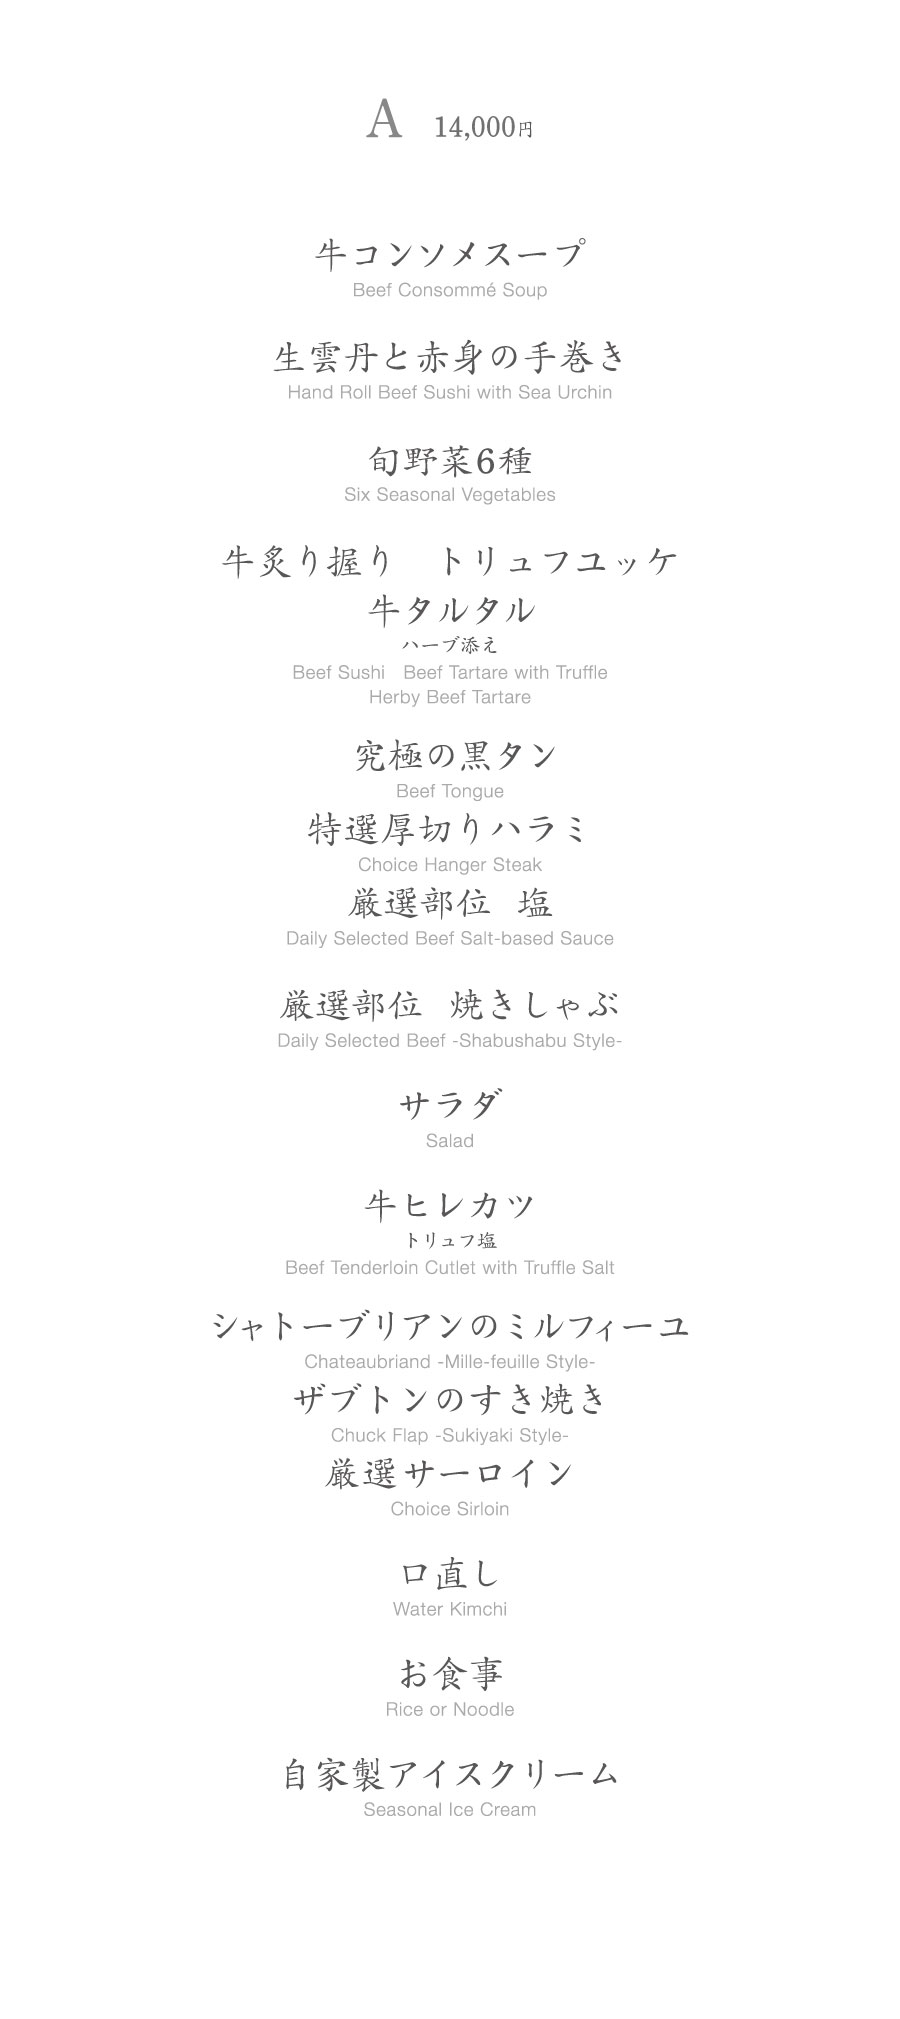 A 14,000円
牛コンソメスープ
Beef Consommé Soup
生雲丹と赤身の手巻き
Hand Roll Beef Sushi with Sea Urchin
旬野菜6種
Six Seasonal Vegetables
牛炙り握り　トリュフユッケ
牛タルタル
ハーブ添え
Beef Sushi　Beef Tartare with Truffle
Herby Beef Tartare
究極の黒タン
Beef Tongue
特選厚切りハラミ
Choice Hanger Steak
厳選部位 塩
Daily Selected Beef Salt-based Sauce
厳選部位 焼きしゃぶ
Daily Selected Beef -Shabushabu Style-
サラダ
Salad
牛ヒレカツ
トリュフ塩
Beef Tenderloin Cutlet with Truffle Salt
シャトーブリアンのミルフィーユ
Chateaubriand -Mille-feuille Style-
ザブトンのすき焼き
Chuck Flap -Sukiyaki Style-
厳選サーロイン
Choice Sirloin
口直し
Water Kimchi
お食事
Rice or Noodle
自家製アイスクリーム
Seasonal Ice Cream